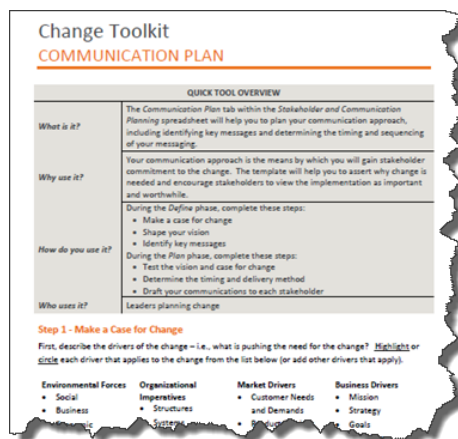 Change Toolkit
COMMUNICATION PLAN
QUICK TOOL OVERVIEW
What is it?
The Communication Plan tab within the Stakeholder and Communication
Planning spreadsheet will help you to plan your communication approach,
including identifying key messages and determining the timing and sequencing
of your messaging.
Why use it?
Your communication approach is the means by which you will gain stakeholder
commitment to the change. The template will help you to assert why change is
needed and encourage stakeholders to view the implementation as important
and worthwhile.
How do you use it?
During the Define phase, complete these steps:
• Make a case for change
• Shape your vision
• Identify key messages
During the Plan phase, complete these steps:
• Test the vision and case for change
• Determine the timing and delivery method
• Draft your communications to each stakeholder
Who uses it?
Leaders planning change
Step 1 - Make a Case for Change
First, describe the drivers of the change – i.e., what is pushing the need for the change? Highlight or
circle each driver that applies to the change from the list below (or add other drivers that apply).
Environmental Forces
• Social
• Business
Organizational
Imperatives
• Structures
• Systems
Market Drivers
• Customer Needs
and Demands
Business Drivers
• Mission
• Strategy
• Goals